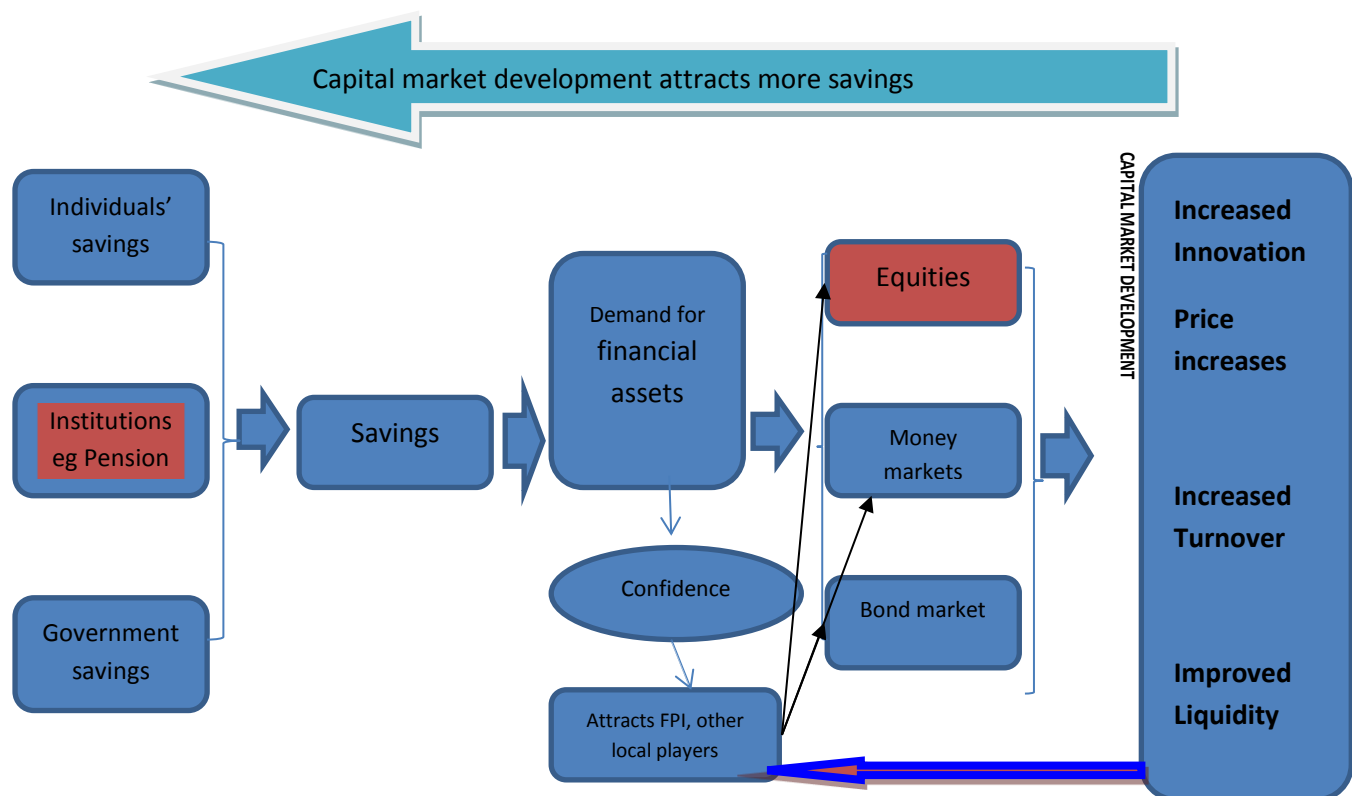 Capital market development attracts more savings
Individuals’
savings
Institutions
eg Pension
Government
savings
Savings
Demand for
financial
assets
Confidence
Attracts FPI, other
local players
Equities
Money
markets
Bond market
CAPITAL MARKET DEVELOPMENT
Increased
Innovation
Price
increases
Increased
Turnover
Improved
Liquidity